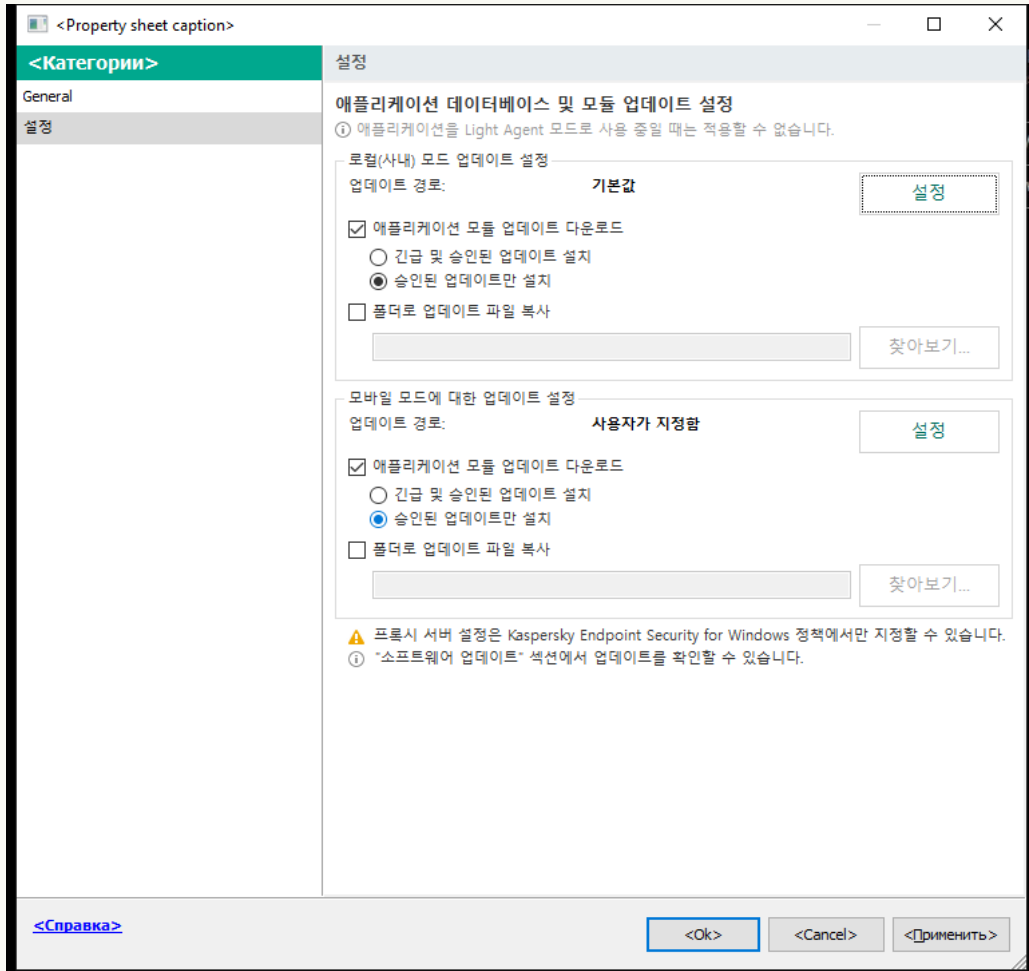 <Property sheet caption>
<Категории>
General
설정
설정
애플리케이션 데이터베이스 및 모듈 업데이트 설정
애플리케이션을 Light Agent 모드로 사용 중일 때는 적용할 수 없습니다.
로컬(사내) 모드 업데이트 설정
업데이트 경로: 기본값 설정
애플리케이션 모듈 업데이트 다운로드
긴급 및 승인된 업데이트 설치
승인된 업데이트만 설치
폴더로 업데이트 파일 복사
찾아보기...
모바일 모드에 대한 업데이트 설정
업데이트 경로: 사용자가 지정함 설정
애플리케이션 모듈 업데이트 다운로드
긴급 및 승인된 업데이트 설치
승인된 업데이트만 설치
폴더로 업데이트 파일 복사
찾아보기...
프록시 서버 설정은 Kaspersky Endpoint Security for Windows 정책에서만 지정할 수 있습니다.
"소프트웨어 업데이트" 섹션에서 업데이트를 확인할 수 있습니다.
<Справка>
<Ok> <Cancel> <Применить>